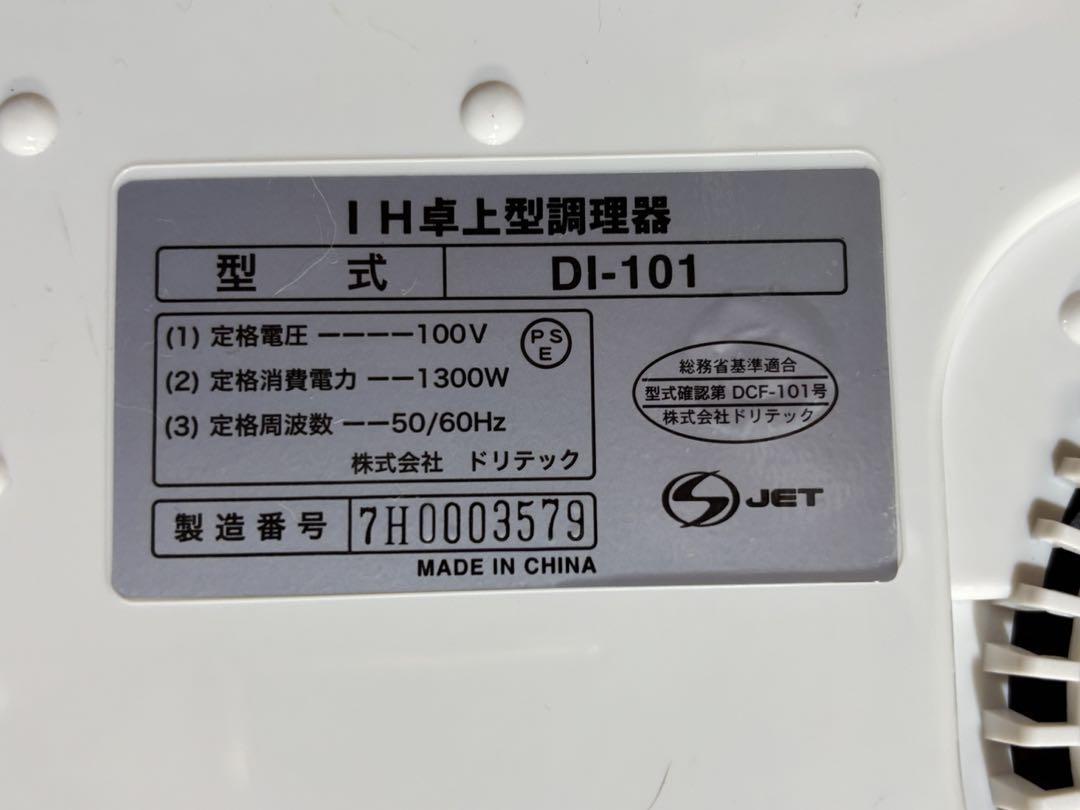 IH卓上型調理器
型 式 DI-101
(1) 定格電圧 ーーーー100V
(2) 定格消費電力 ーー1300W
(3) 定格周波数 ーー50/60Hz
株式会社 ドリテック
PS
E
総務省基準適合
型式確認第 DCF-101号
株式会社ドリテック
JET
製造番号 7H0003579
MADE IN CHINA